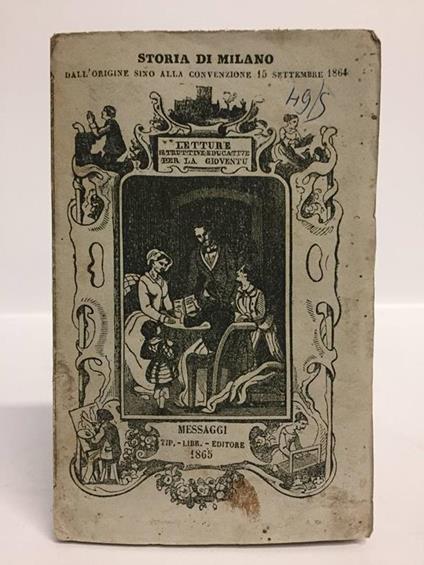 STORIA DI MILANO
DALL'ORIGINE SINO ALLA CONVENZIONE 15 SETTEMBRE 1864
49/5
LETTURE
ISTRUTTIVE EDUCATIVE
PER LA GIOVENTÙ
MESSAGGI
TIP.-LIBR.-EDITORE
1865